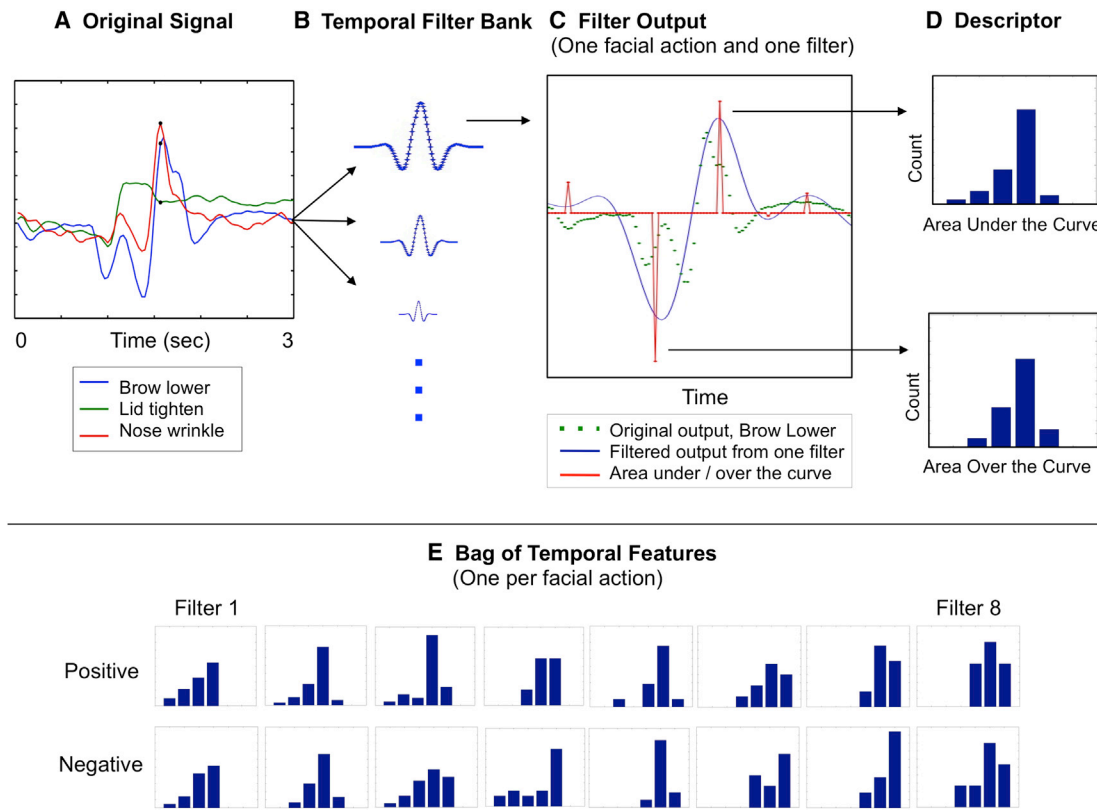 A Original Signal
B Temporal Filter Bank
C Filter Output
(One facial action and one filter)
D Descriptor
0
Time (sec)
3
Brow lower
Lid tighten
Nose wrinkle
Time
Original output, Brow Lower
Filtered output from one filter
Area under / over the curve
Count
Area Under the Curve
Count
Area Over the Curve
E Bag of Temporal Features
(One per facial action)
Filter 1
Filter 8
Positive
Negative